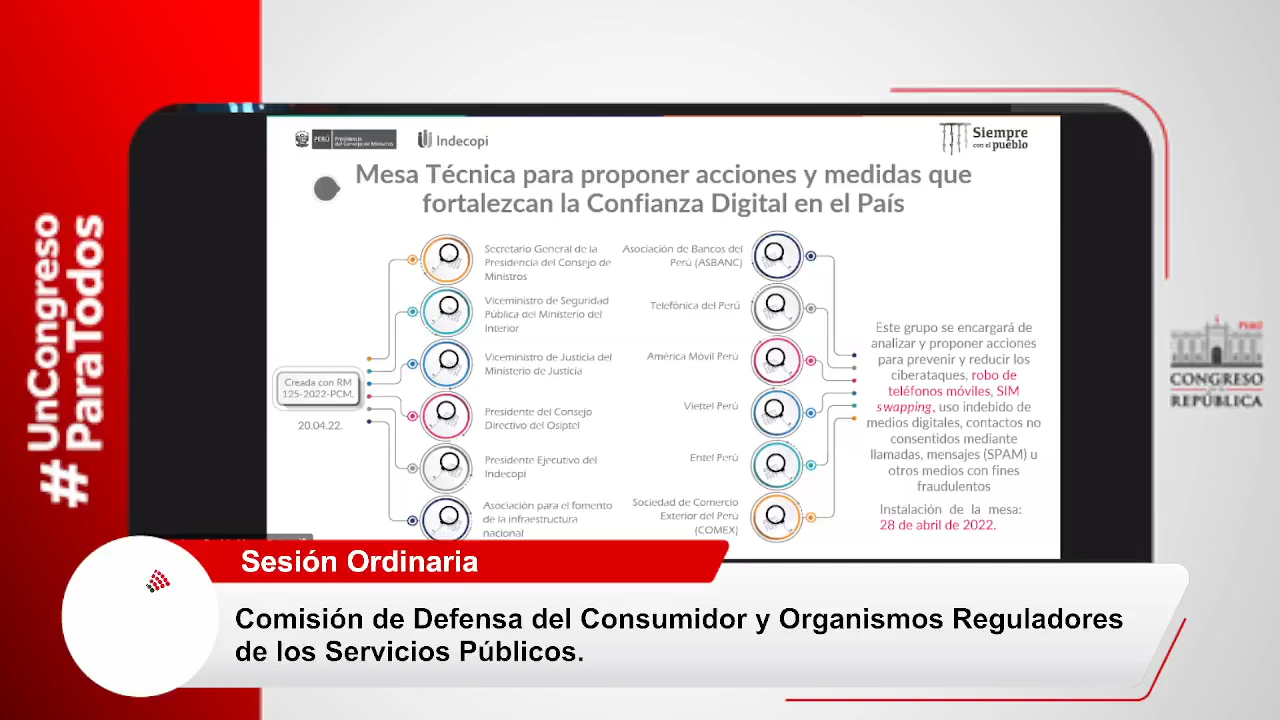 #UnCongreso
ParaTodos
PERÚ
Presidencia
del Consejo de Ministros
Indecopi
Siempre
con el pueblo
Mesa Técnica para proponer acciones y medidas que
fortalezcan la Confianza Digital en el País
Creada con RM
125-2022-PCM.
20.04.22.
Secretario General de la
Presidencia del Consejo de
Ministros
Viceministro de Seguridad
Pública del Ministerio del
Interior
Viceministro de Justicia del
Ministerio de Justicia
Presidente del Consejo
Directivo del Osiptel
Presidente Ejecutivo del
Indecopi
Asociación para el fomento
de la infraestructura
nacional
Asociación de Bancos del
Perú (ASBANC)
Telefónica del Perú
América Móvil Perú
Viettel Perú
Entel Perú
Sociedad de Comercio
Exterior del Perú
(COMEX)
Este grupo se encargará de
analizar y proponer acciones
para prevenir y reducir los
ciberataques, robo de
teléfonos móviles, SIM
swapping, uso indebido de
medios digitales, contactos no
consentidos mediante
llamadas, mensajes (SPAM) u
otros medios con fines
fraudulentos
Instalación de la mesa:
28 de abril de 2022.
PERÚ
CONGRESO
REPÚBLICA
Sesión Ordinaria
Comisión de Defensa del Consumidor y Organismos Reguladores
de los Servicios Públicos.